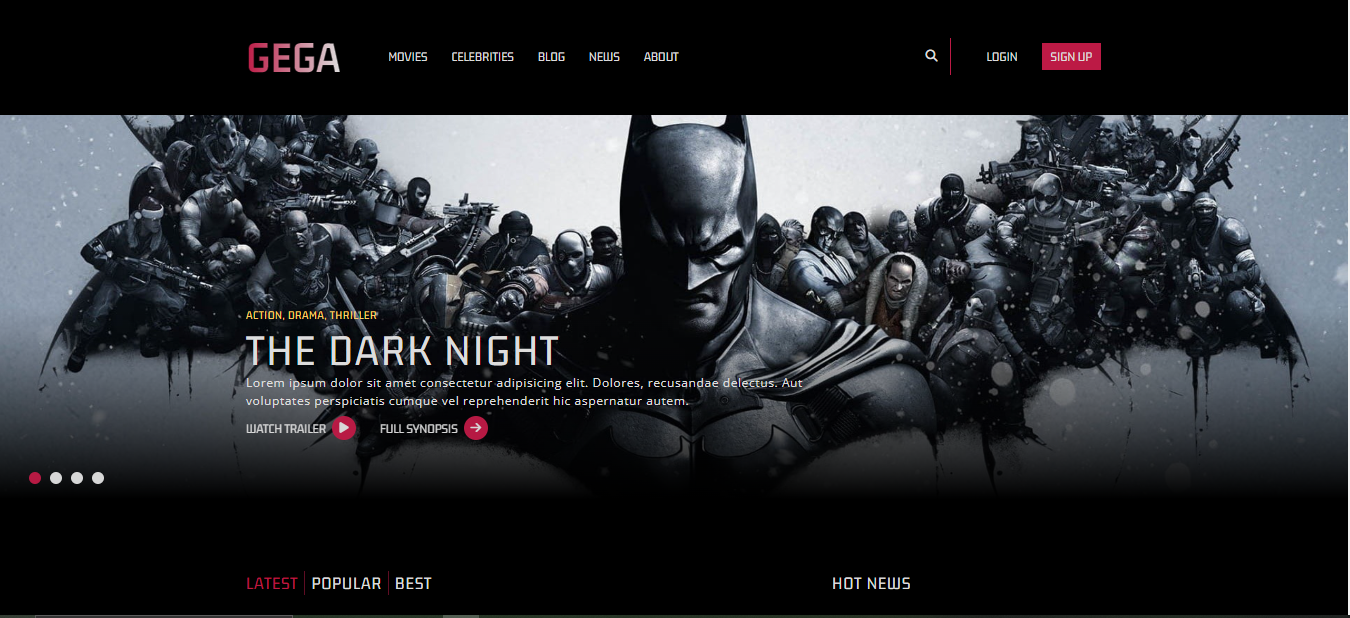 GEGA
MOVIES CELEBRITIES BLOG NEWS ABOUT
LOGIN SIGN UP
ACTION, DRAMA, THRILLER
THE DARK NIGHT
Lorem ipsum dolor sit amet consectetur adipisicing elit. Dolores, recusandae delectus. Aut
voluptates perspiciatis cumque vel reprehenderit hic aspernatur autem.
WATCH TRAILER FULL SYNOPSIS
LATEST POPULAR BEST
HOT NEWS